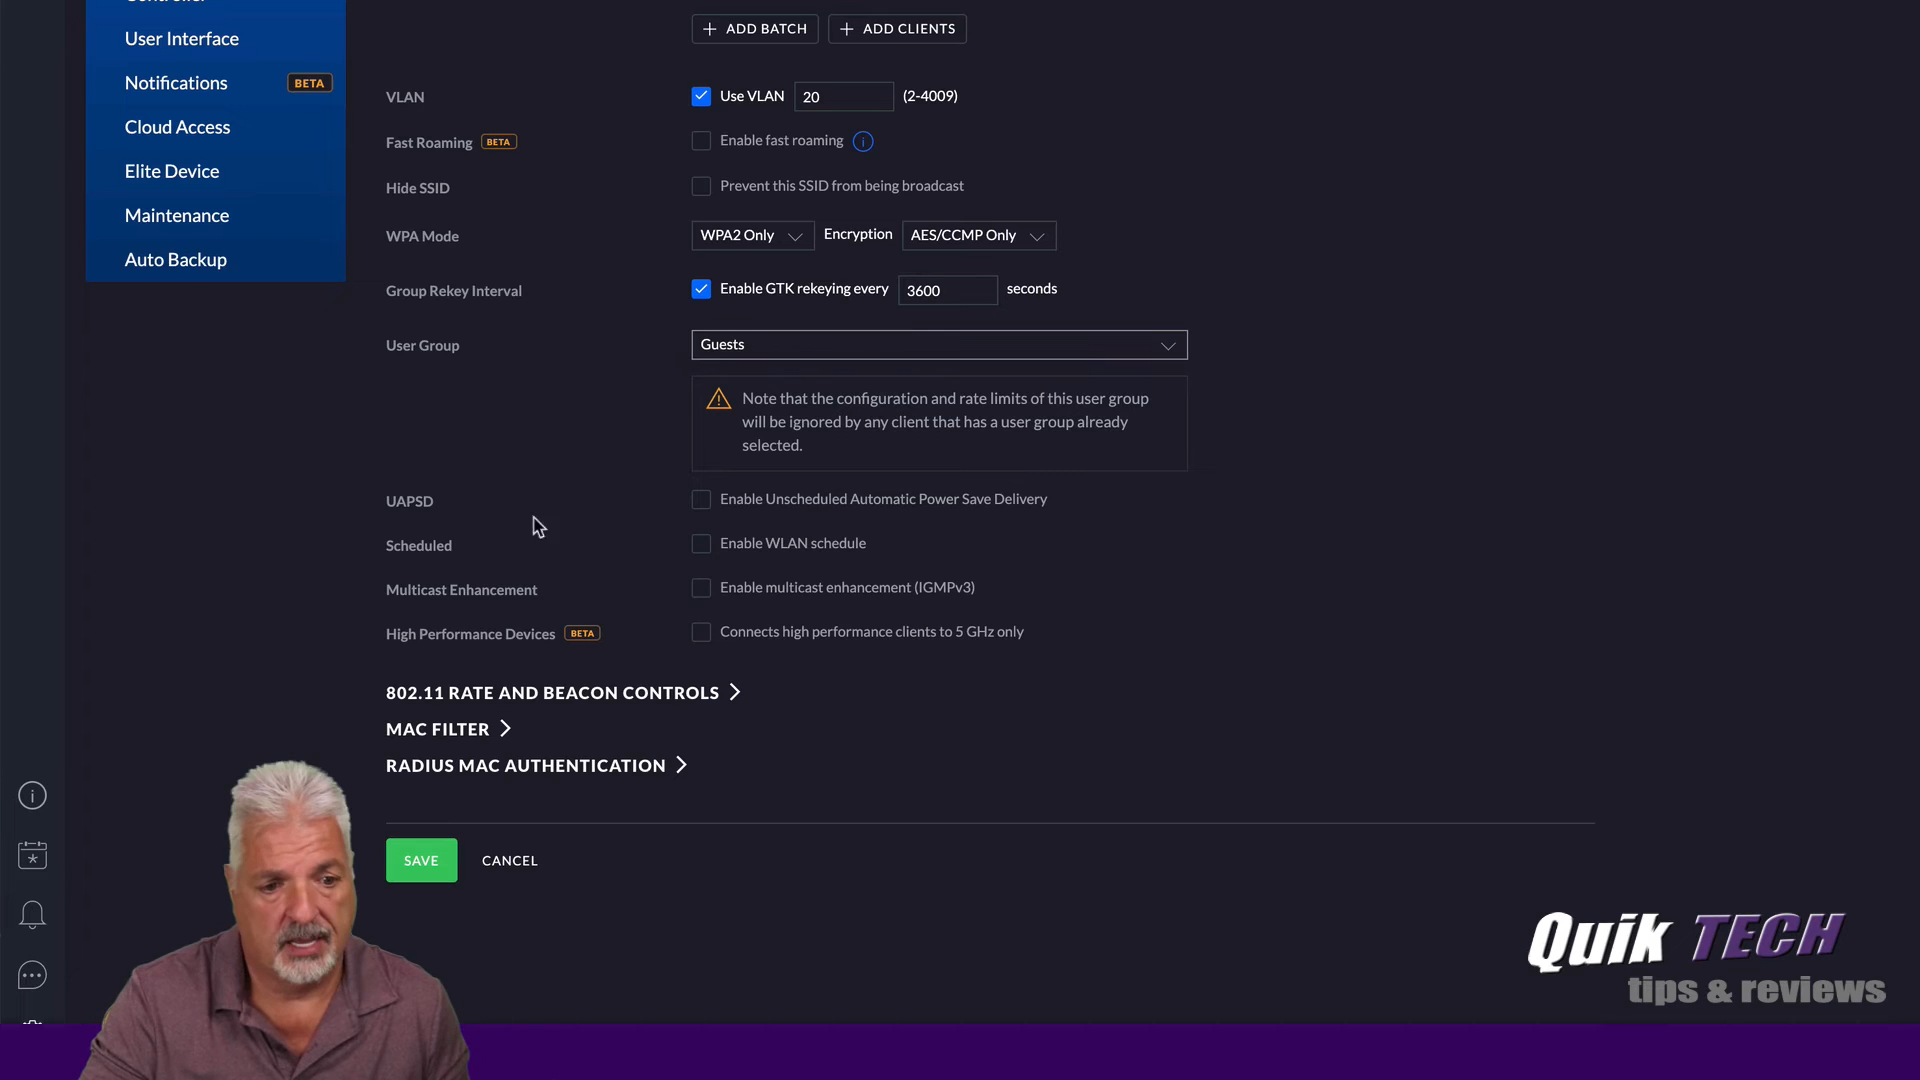 User Interface
Notifications BETA
Cloud Access
Elite Device
Maintenance
Auto Backup
+ ADD BATCH + ADD CLIENTS
VLAN Use VLAN 20 (2-4009)
Fast Roaming BETA Enable fast roaming i
Hide SSID Prevent this SSID from being broadcast
WPA Mode WPA2 Only Encryption AES/CCMP Only
Group Rekey Interval Enable GTK rekeying every 3600 seconds
User Group Guests
Note that the configuration and rate limits of this user group
will be ignored by any client that has a user group already
selected.
UAPSD Enable Unscheduled Automatic Power Save Delivery
Scheduled Enable WLAN schedule
Multicast Enhancement Enable multicast enhancement (IGMPv3)
High Performance Devices BETA Connects high performance clients to 5 GHz only
802.11 RATE AND BEACON CONTROLS
MAC FILTER
RADIUS MAC AUTHENTICATION
SAVE CANCEL
Quik TECH
tips & reviews